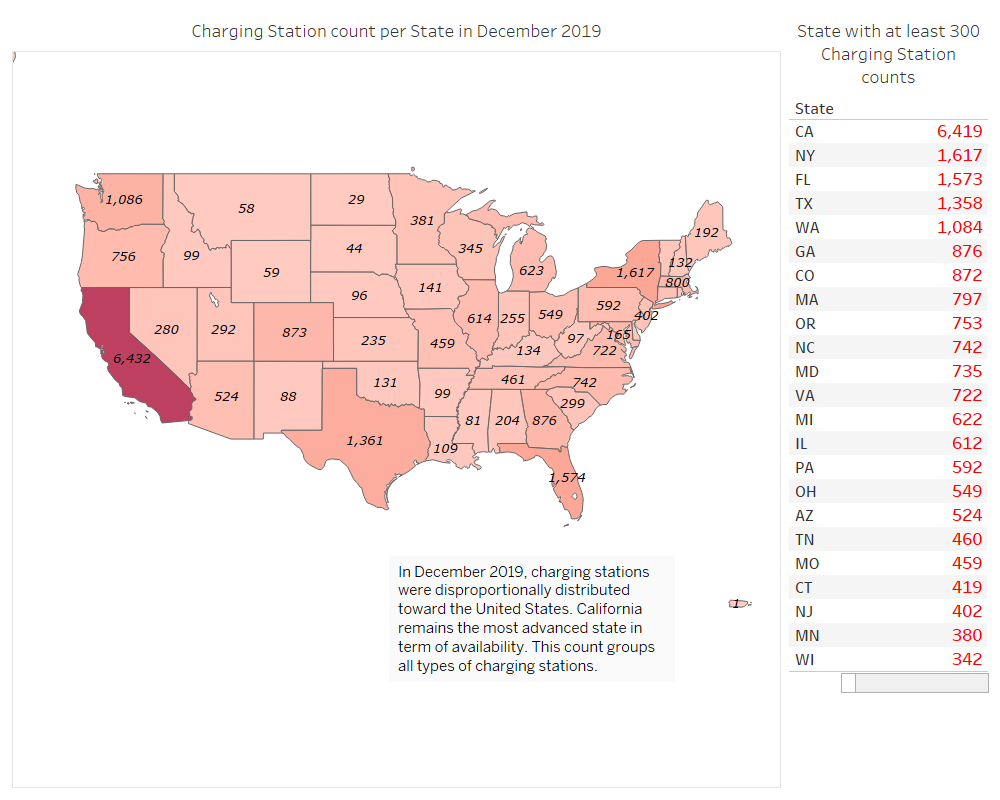 Charging Station count per State in December 2019
1,086
58
29
381
345
192
756
99
44
59
623
1,617
132
800
96
141
592
402
280
292
873
614
255
549
165
97
722
6,432
235
459
134
524
88
131
461
742
99
299
81
204
876
1,361
109
1,574
In December 2019, charging stations
were disproportionally distributed
toward the United States. California
remains the most advanced state in
term of availability. This count groups
all types of charging stations.
1
State with at least 300
Charging Station
counts
State
CA 6,419
NY 1,617
FL 1,573
TX 1,358
WA 1,084
GA 876
CO 872
MA 797
OR 753
NC 742
MD 735
VA 722
MI 622
IL 612
PA 592
OH 549
AZ 524
TN 460
MO 459
CT 419
NJ 402
MN 380
WI 342